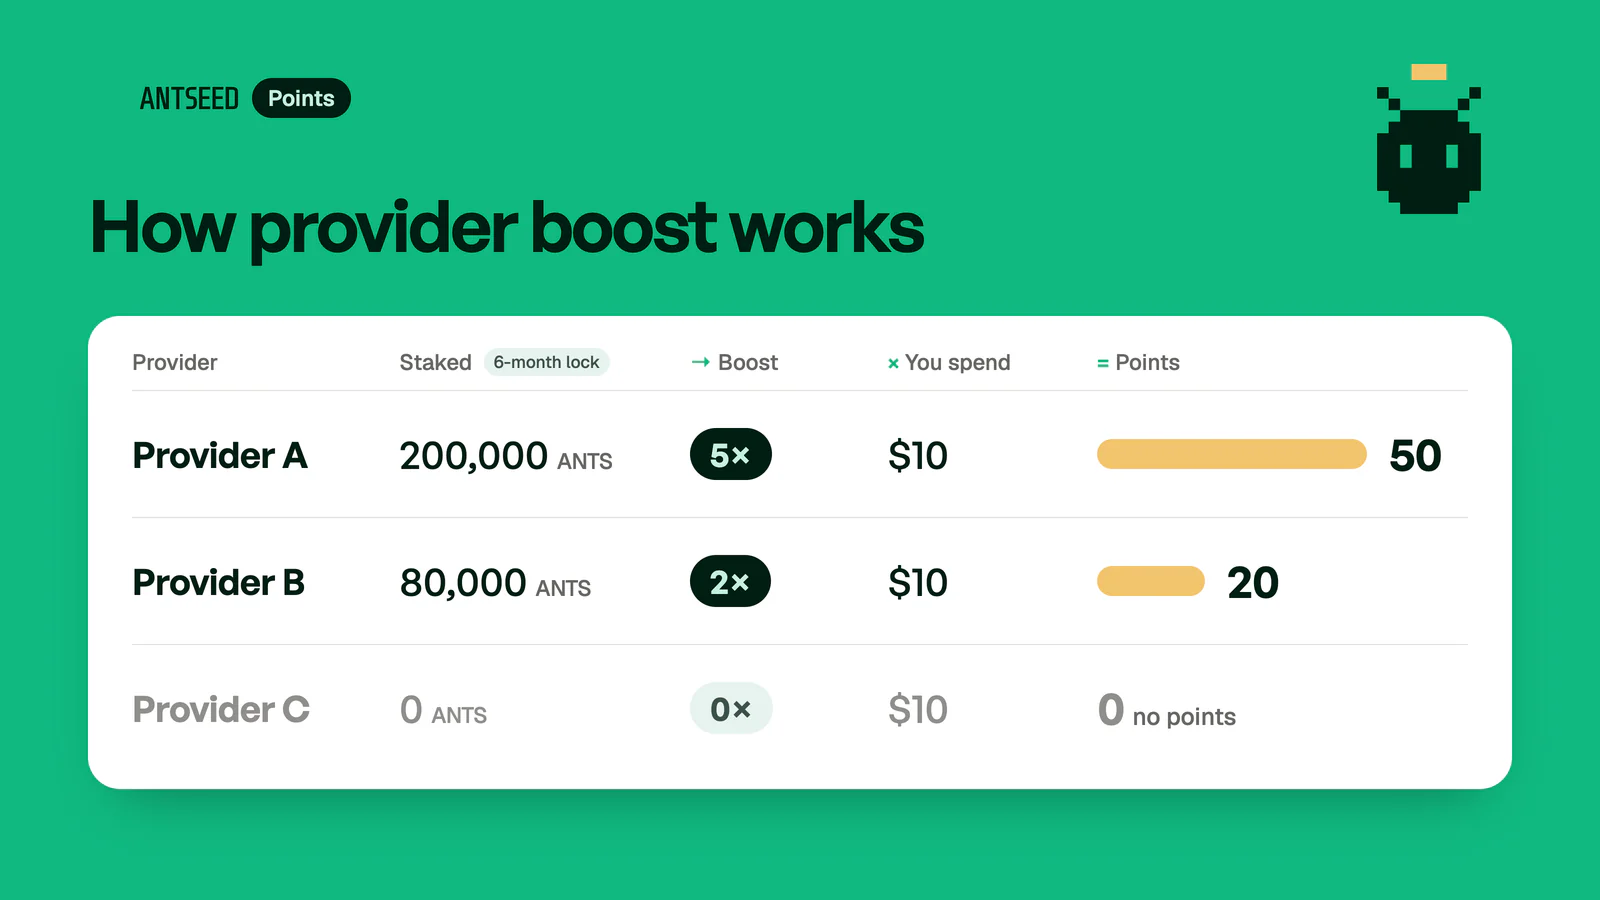 ANTSEED Points
How provider boost works
Provider Staked 6-month lock → Boost × You spend = Points
Provider A 200,000 ANTS 5× $10 50
Provider B 80,000 ANTS 2× $10 20
Provider C 0 ANTS 0× $10 0 no points